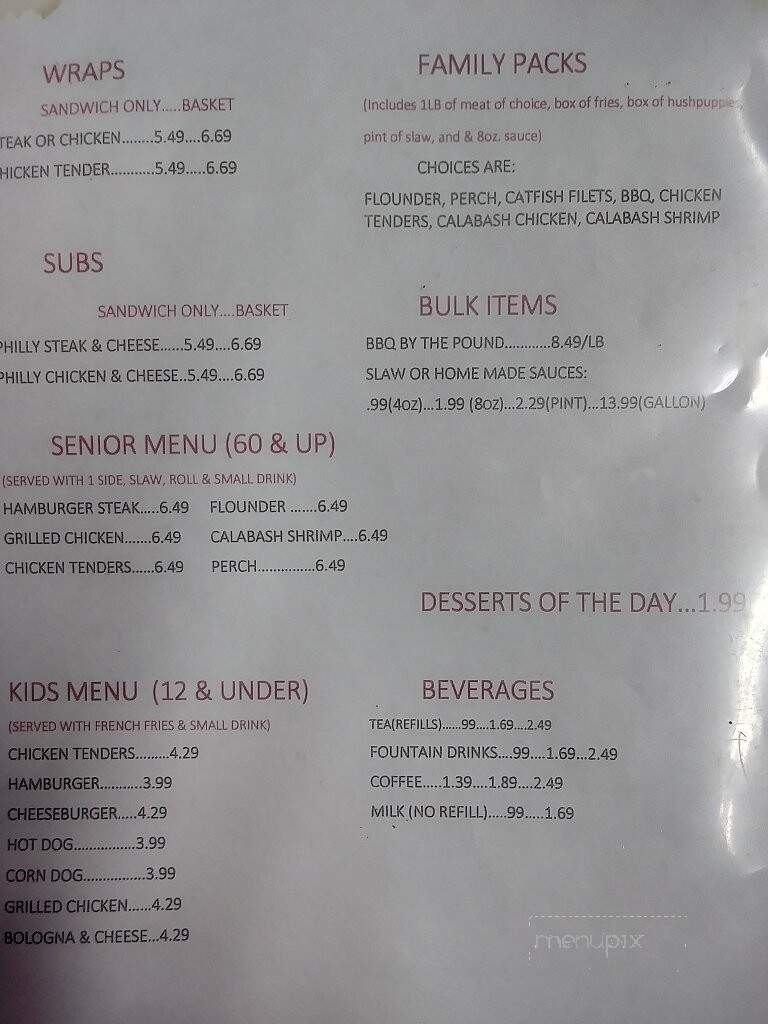 WRAPS
SANDWICH ONLY.....BASKET
TEAK OR CHICKEN........5.49....6.69
HICKEN TENDER...........5.49.....6.69
SUBS
SANDWICH ONLY....BASKET
PHILLY STEAK & CHEESE......5.49....6.69
PHILLY CHICKEN & CHEESE..5.49....6.69
SENIOR MENU (60 & UP)
(SERVED WITH 1 SIDE, SLAW, ROLL & SMALL DRINK)
HAMBURGER STEAK.....6.49 FLOUNDER .......6.49
GRILLED CHICKEN.......6.49 CALABASH SHRIMP....6.49
CHICKEN TENDERS......6.49 PERCH...............6.49
KIDS MENU (12 & UNDER)
(SERVED WITH FRENCH FRIES & SMALL DRINK)
CHICKEN TENDERS.........4.29
HAMBURGER...........3.99
CHEESEBURGER.....4.29
HOT DOG................3.99
CORN DOG................3.99
GRILLED CHICKEN......4.29
BOLOGNA & CHEESE...4.29
FAMILY PACKS
(Includes 1LB of meat of choice, box of fries, box of hushpuppies,
pint of slaw, and & 8oz. sauce)
CHOICES ARE:
FLOUNDER, PERCH, CATFISH FILETS, BBQ, CHICKEN
TENDERS, CALABASH CHICKEN, CALABASH SHRIMP
BULK ITEMS
BBQ BY THE POUND............8.49/LB
SLAW OR HOME MADE SAUCES:
.99(4OZ)...1.99 (8OZ)...2.29(PINT)...13.99(GALLON)
DESSERTS OF THE DAY...1.99
BEVERAGES
TEA(REFILLS)......99....1.69...2.49
FOUNTAIN DRINKS....99....1.69...2.49
COFFEE.....1.39....1.89....2.49
MILK (NO REFILL).....99.....1.69
menupix